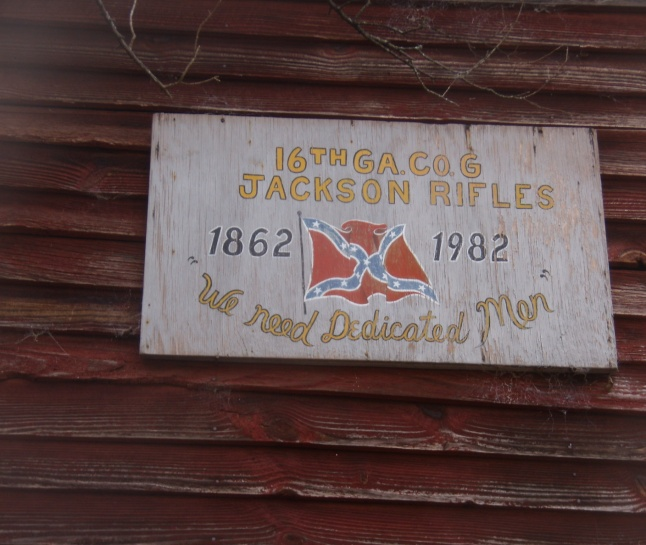 16TH GA. CO. G
JACKSON RIFLES
1862 1982
"We need Dedicated Men"